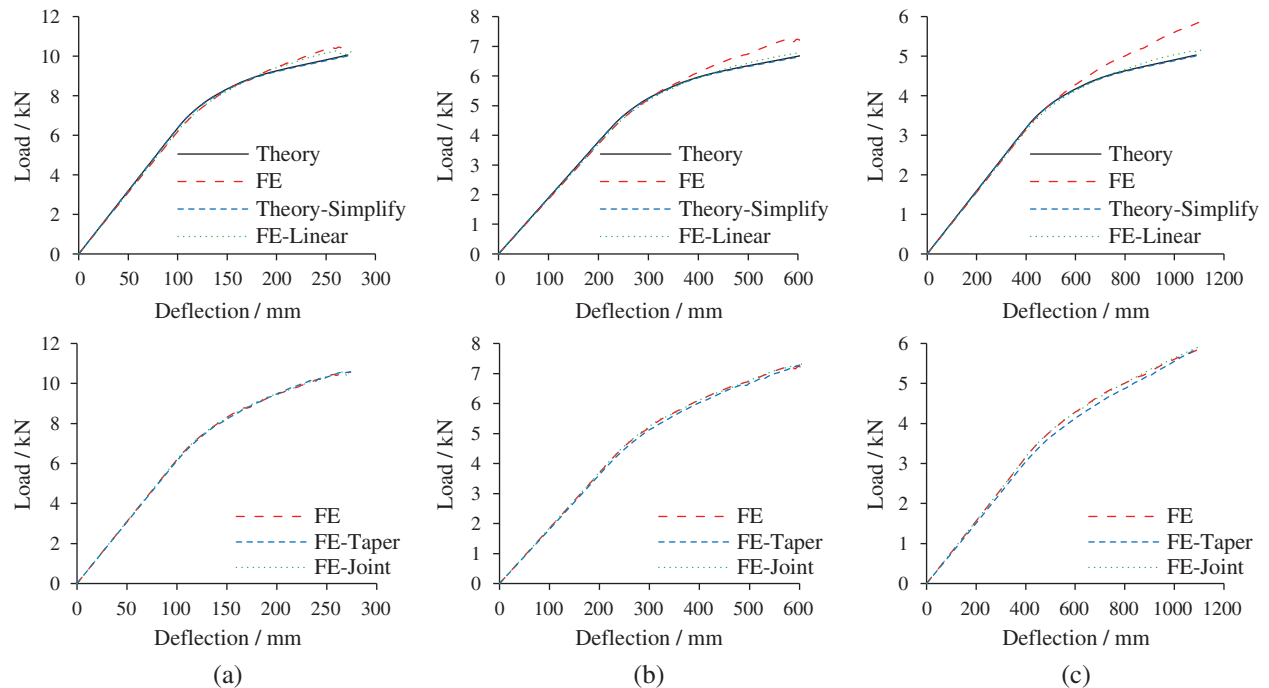 12
10
8
6
4
2
0
Load / kN
Theory
FE
Theory-Simplify
FE-Linear
0 50 100 150 200 250 300
Deflection / mm
8
7
6
5
4
3
2
1
0
Load / kN
Theory
FE
Theory-Simplify
FE-Linear
0 100 200 300 400 500 600
Deflection / mm
6
5
4
3
2
1
0
Load / kN
Theory
FE
Theory-Simplify
FE-Linear
0 200 400 600 800 1000 1200
Deflection / mm
12
10
8
6
4
2
0
Load / kN
FE
FE-Taper
FE-Joint
0 50 100 150 200 250 300
Deflection / mm
(a)
8
7
6
5
4
3
2
1
0
Load / kN
FE
FE-Taper
FE-Joint
0 100 200 300 400 500 600
Deflection / mm
(b)
6
5
4
3
2
1
0
Load / kN
FE
FE-Taper
FE-Joint
0 200 400 600 800 1000 1200
Deflection / mm
(c)